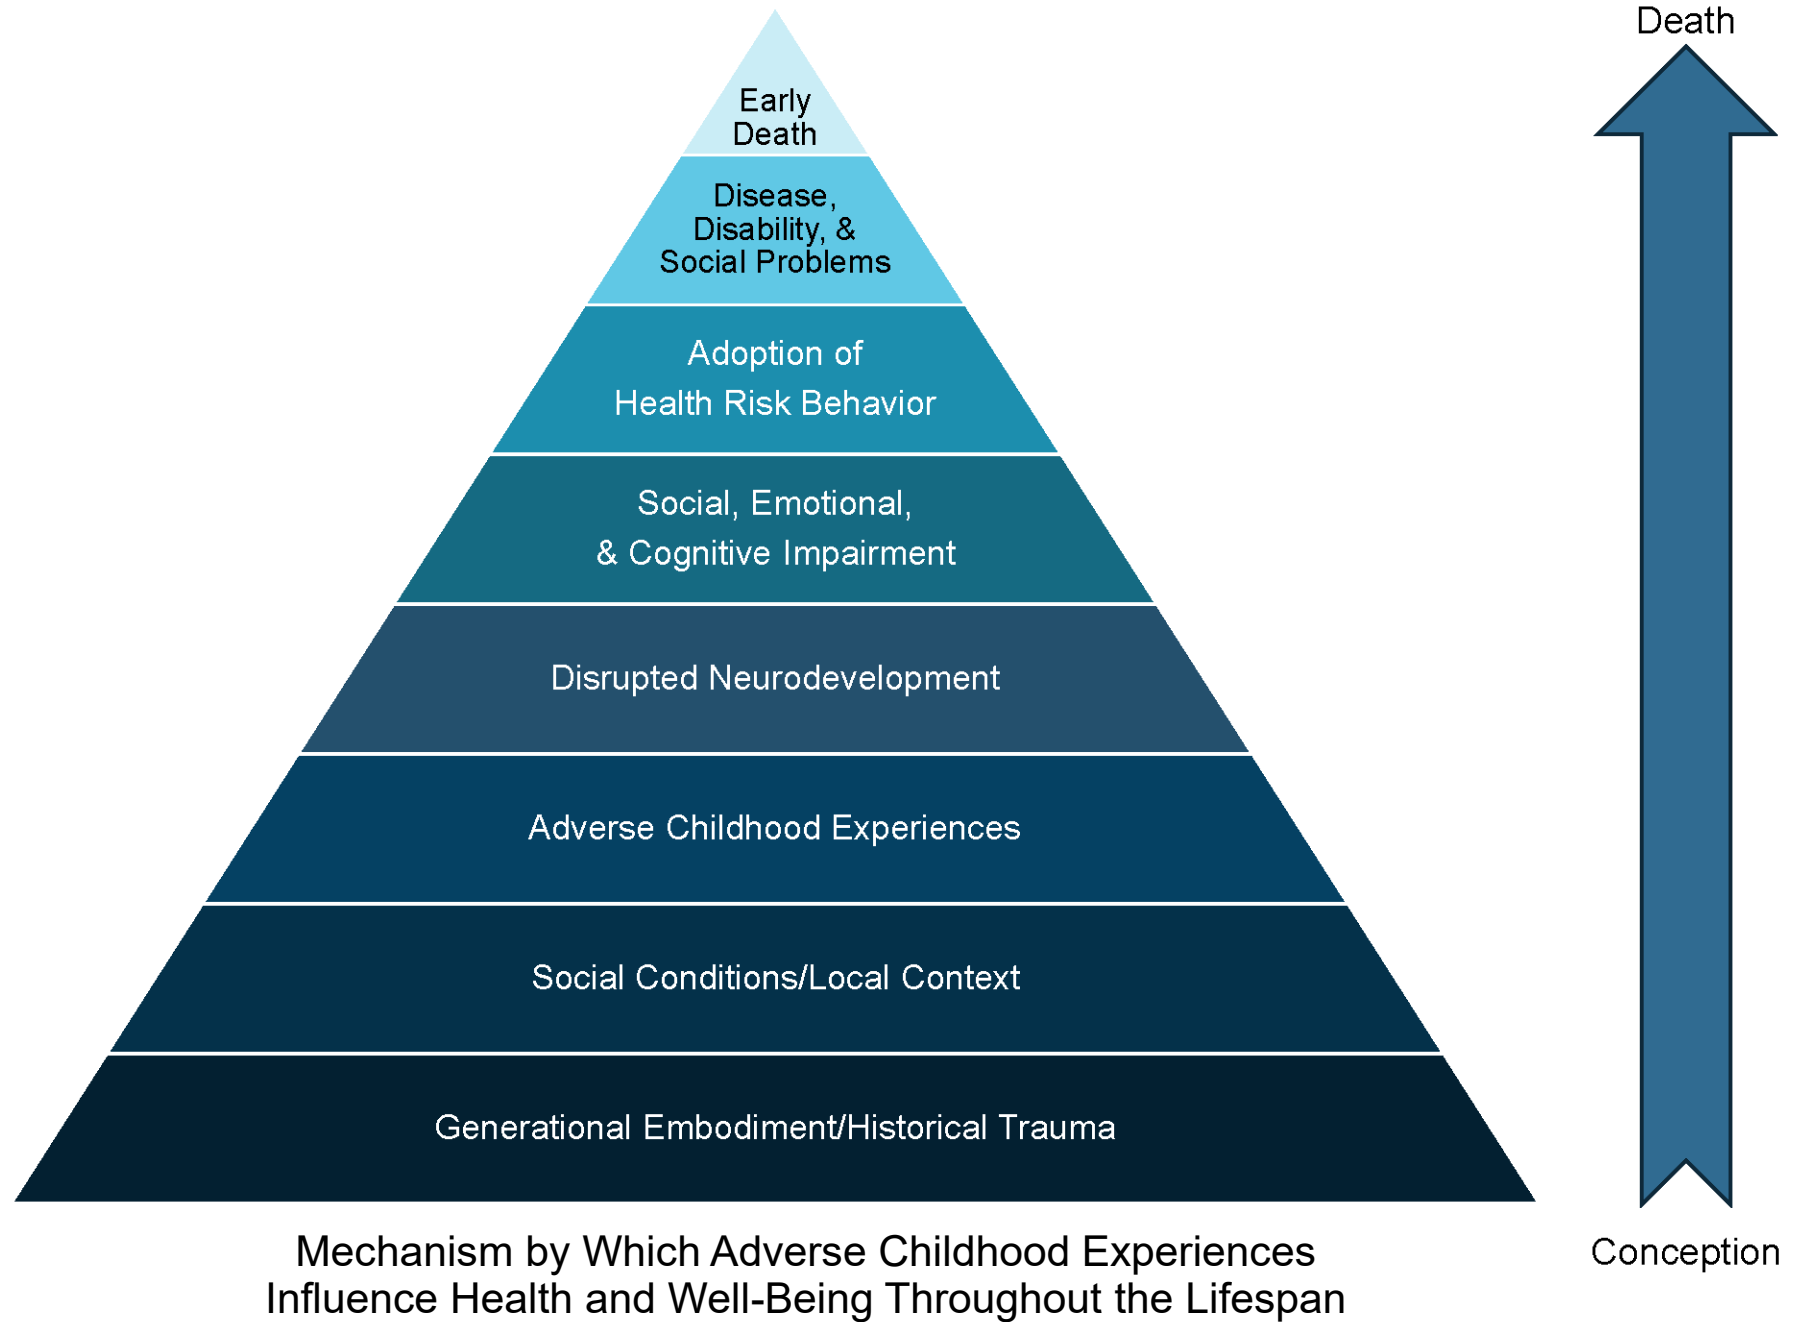 Death
Early
Death
Disease,
Disability, &
Social Problems
Adoption of
Health Risk Behavior
Social, Emotional,
& Cognitive Impairment
Disrupted Neurodevelopment
Adverse Childhood Experiences
Social Conditions/Local Context
Generational Embodiment/Historical Trauma
Conception
Mechanism by Which Adverse Childhood Experiences
Influence Health and Well-Being Throughout the Lifespan